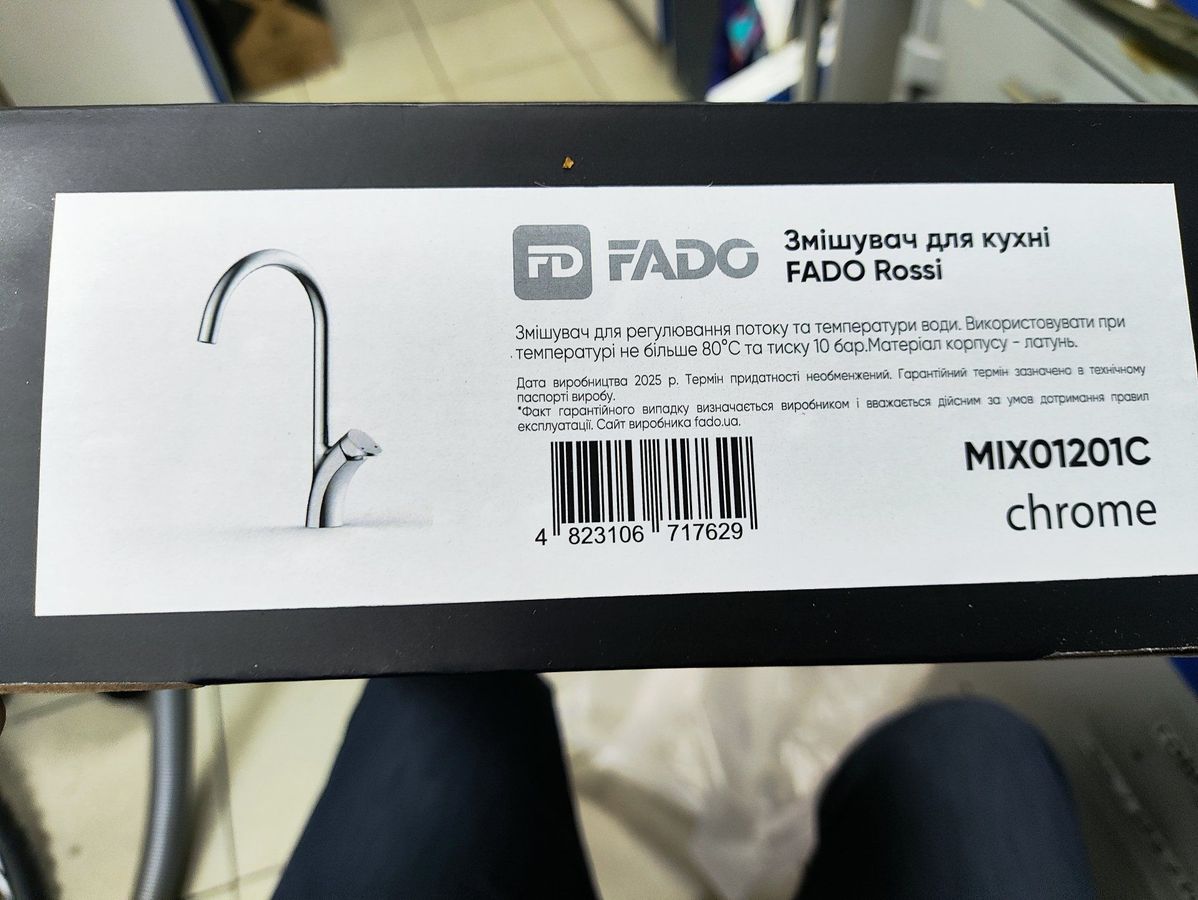 FD FADO
Змішувач для кухні
FADO Rossi
Змішувач для регулювання потоку та температури води. Використовувати при
температурі не більше 80°C та тиску 10 бар.Матеріал корпусу - латунь.
Дата виробництва 2025 р. Термін придатності необмежений. Гарантійний термін зазначено в технічному
паспорті виробу.
*Факт гарантійного випадку визначається виробником і вважається дійсним за умов дотримання правил
експлуатації. Сайт виробника fado.ua.
MIX01201C
chrome
4 823106 717629